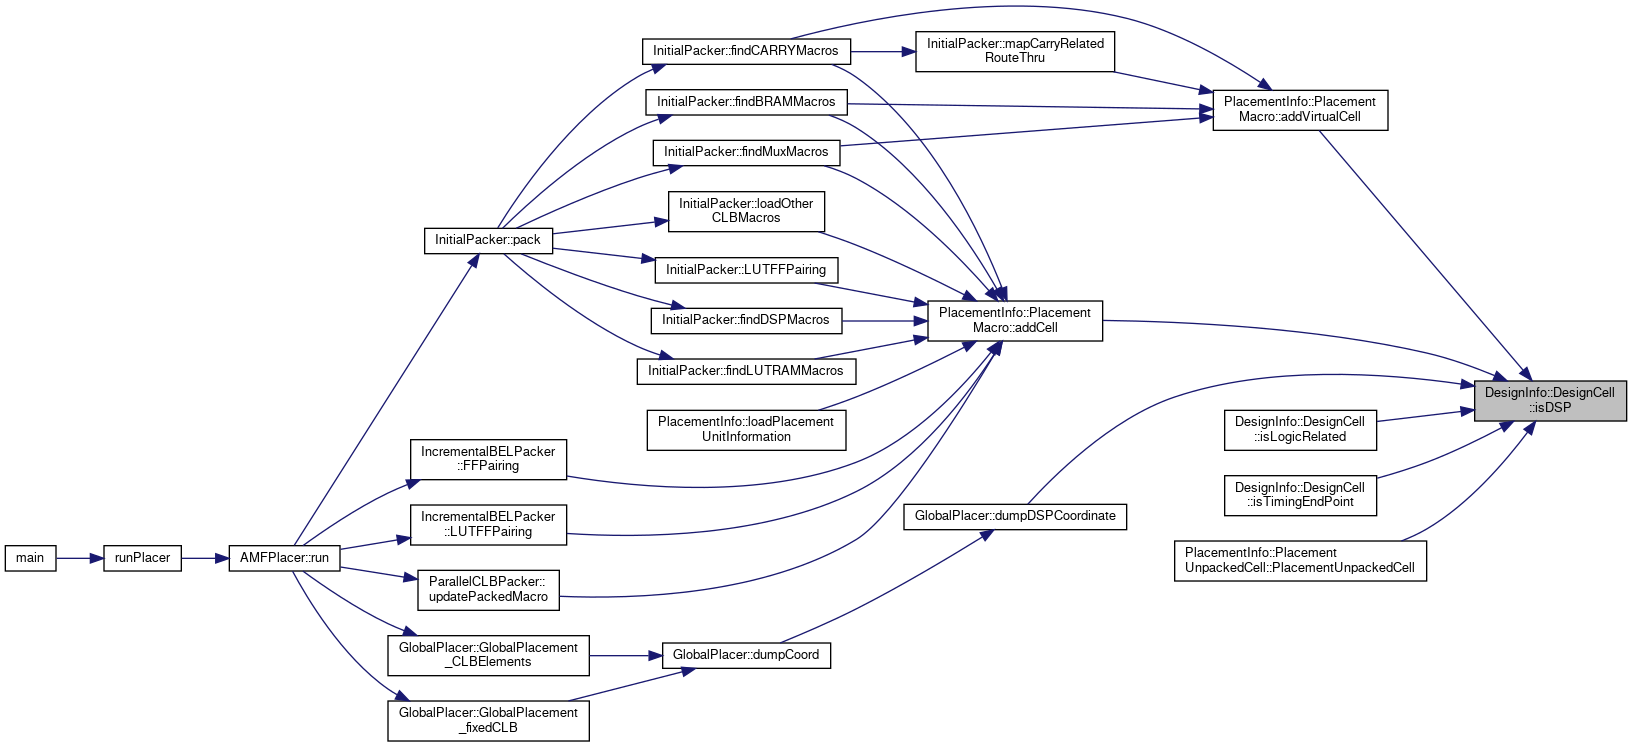 InitialPacker::findCARRYMacros
InitialPacker::mapCarryRelated
RouteThru
InitialPacker::findBRAMMacros
PlacementInfo::Placement
Macro::addVirtualCell
InitialPacker::findMuxMacros
InitialPacker::loadOther
CLBMacros
InitialPacker::pack
InitialPacker::LUTFFPairing
InitialPacker::findDSPMacros
PlacementInfo::Placement
Macro::addCell
InitialPacker::findLUTRAMMacros
DesignInfo::DesignCell
::isDSP
PlacementInfo::loadPlacement
UnitInformation
DesignInfo::DesignCell
::isLogicRelated
IncrementalBELPacker
::FFPairing
DesignInfo::DesignCell
::isTimingEndPoint
IncrementalBELPacker
::LUTFFPairing
GlobalPlacer::dumpDSPCoordinate
main
runPlacer
AMFPlacer::run
PlacementInfo::Placement
UnpackedCell::PlacementUnpackedCell
ParallelCLBPacker::
updatePackedMacro
GlobalPlacer::GlobalPlacement
_CLBElements
GlobalPlacer::dumpCoord
GlobalPlacer::GlobalPlacement
_fixedCLB